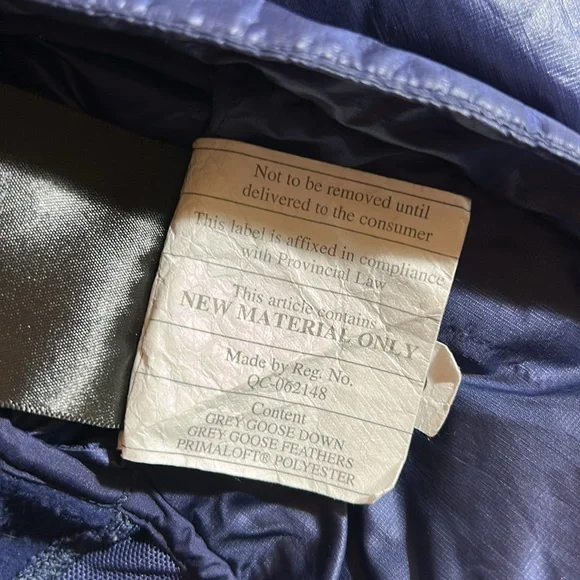 Not to be removed until
delivered to the consumer
This label is affixed in compliance
with Provincial Law
This article contains
NEW MATERIAL ONLY
Made by Reg. No.
QC-062148
Content
GREY GOOSE DOWN
GREY GOOSE FEATHERS
PRIMALOFT® POLYESTER